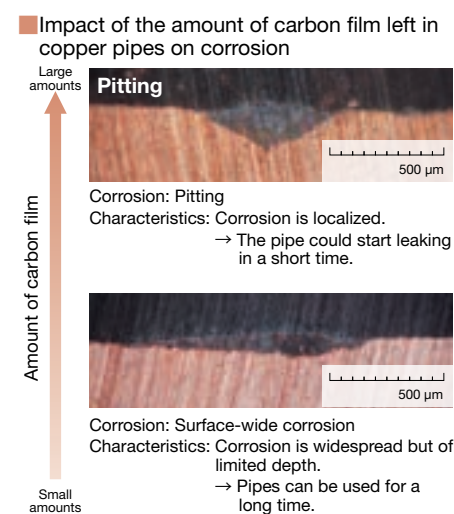 Impact of the amount of carbon film left in
copper pipes on corrosion
Large
amounts
Pitting
500 µm
Corrosion: Pitting
Characteristics: Corrosion is localized.
→ The pipe could start leaking
in a short time.
Amount of carbon film
500 µm
Corrosion: Surface-wide corrosion
Characteristics: Corrosion is widespread but of
limited depth.
→ Pipes can be used for a
long time.
Small
amounts